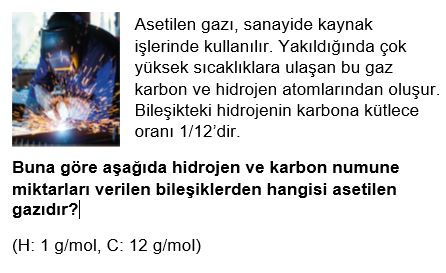 Asetilen gazı, sanayide kaynak
işlerinde kullanılır. Yakıldığında çok
yüksek sıcaklıklara ulaşan bu gaz
karbon ve hidrojen atomlarından oluşur.
Bileşikteki hidrojenin karbona kütlece
oranı 1/12’dir.
Buna göre aşağıda hidrojen ve karbon numune
miktarları verilen bileşiklerden hangisi asetilen
gazıdır?
(H: 1 g/mol, C: 12 g/mol)